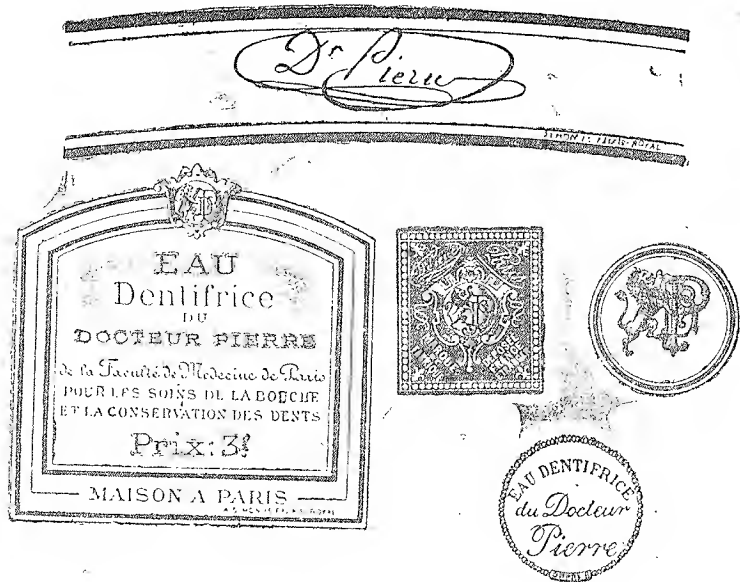 Dr Pierre
EAU
Dentifrice
DU
DOCTEUR PIERRE
de la Faculté de Medecine de Paris
POUR LES SOINS DE LA BOUCHE
ET LA CONSERVATION DES DENTS
Prix: 3f
MAISON A PARIS
EAU DENTIFRICE
du Docteur
Pierre